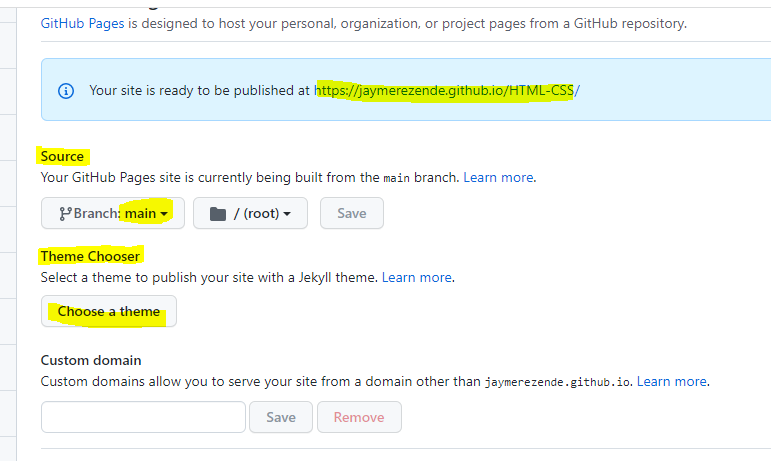 GitHub Pages is designed to host your personal, organization, or project pages from a GitHub repository.
Your site is ready to be published at https://jaymerezende.github.io/HTML-CSS/
Source
Your GitHub Pages site is currently being built from the main branch. Learn more.
Branch: main / (root) Save
Theme Chooser
Select a theme to publish your site with a Jekyll theme. Learn more.
Choose a theme
Custom domain
Custom domains allow you to serve your site from a domain other than jaymerezende.github.io. Learn more.
Save Remove